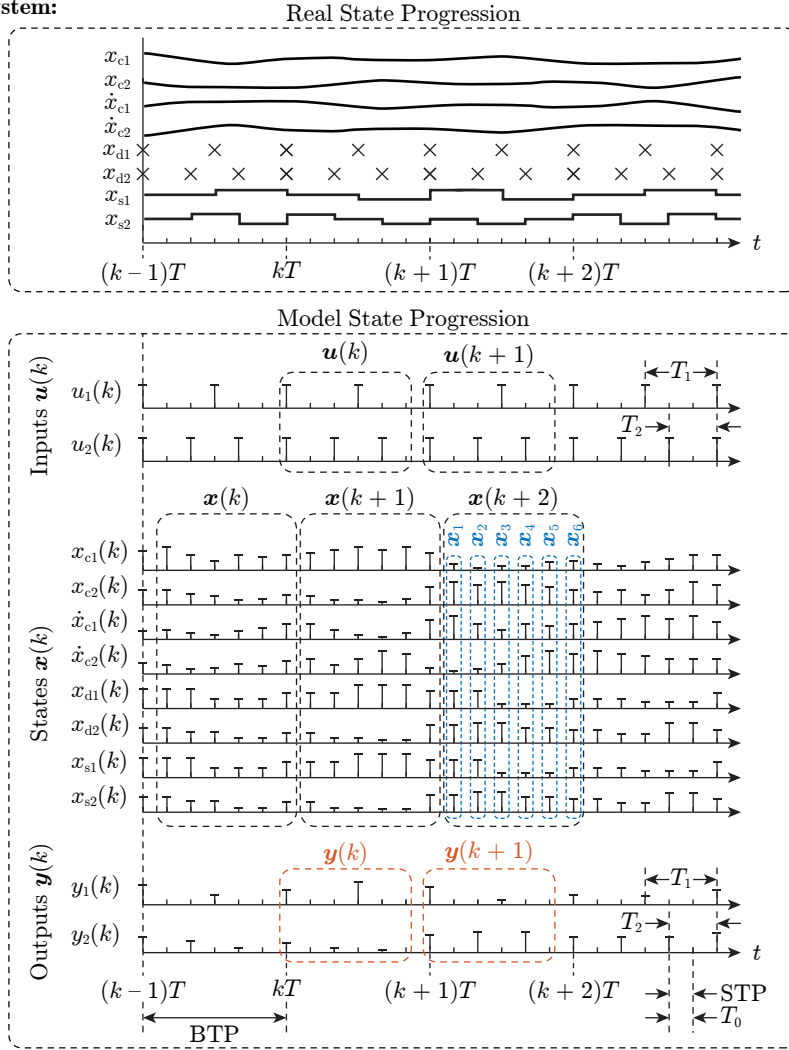 ystem:
Real State Progression
x_c1
x_c2
ẋ_c1
ẋ_c2
x_d1
x_d2
x_s1
x_s2
t
(k−1)T kT (k+1)T (k+2)T
Model State Progression
Inputs u(k)
u(k) u(k+1)
u_1(k) T_1
u_2(k) T_2
States x(k)
x(k) x(k+1) x(k+2)
x_1 x_2 x_3 x_4 x_5 x_6
x_c1(k)
x_c2(k)
ẋ_c1(k)
ẋ_c2(k)
x_d1(k)
x_d2(k)
x_s1(k)
x_s2(k)
Outputs y(k)
y(k) y(k+1)
y_1(k) T_1
y_2(k) T_2
t
(k−1)T kT (k+1)T (k+2)T STP
BTP T_0